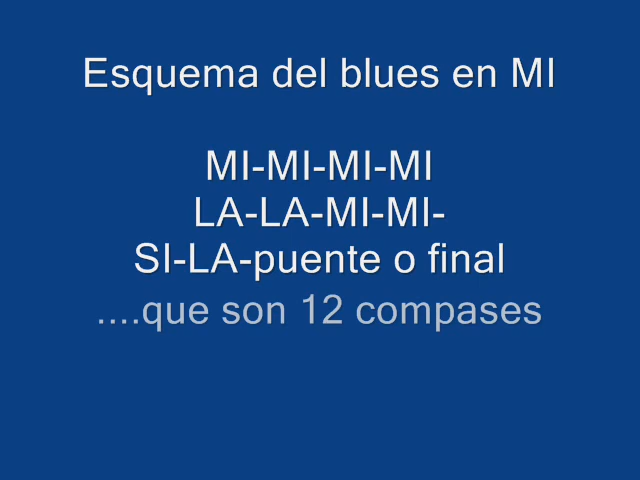 Esquema del blues en MI
MI-MI-MI-MI
LA-LA-MI-MI-
SI-LA-puente o final
....que son 12 compases